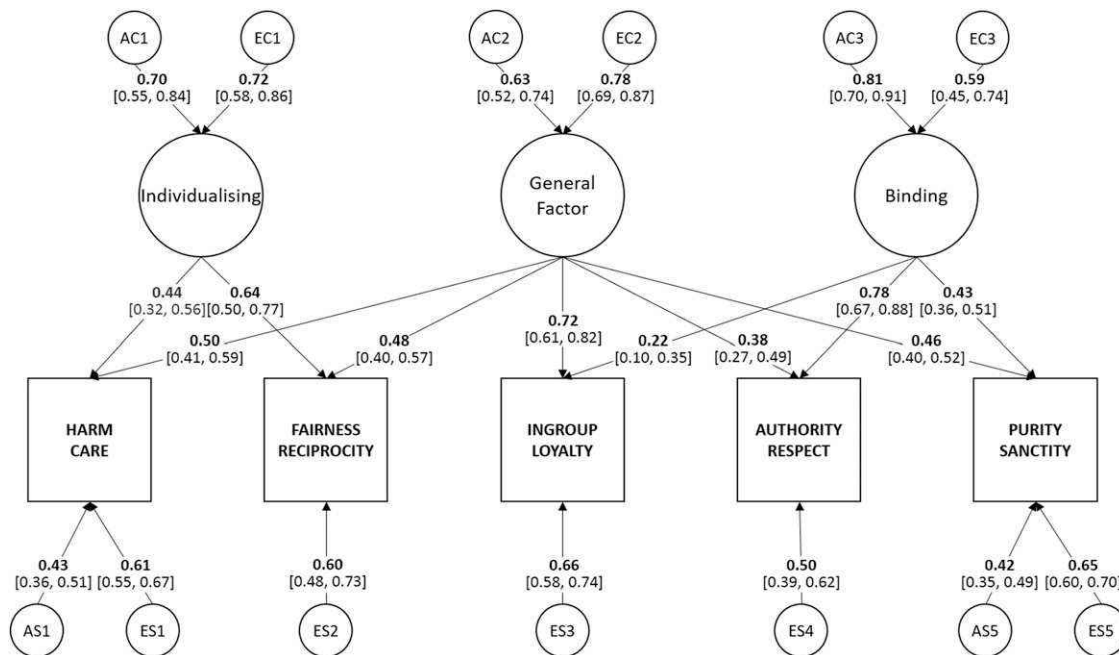 AC1 EC1 AC2 EC2 AC3 EC3
0.70 0.72 0.63 0.78 0.81 0.59
[0.55, 0.84] [0.58, 0.86] [0.52, 0.74] [0.69, 0.87] [0.70, 0.91] [0.45, 0.74]
Individualising
General
Factor
Binding
0.44 0.64 0.78 0.43
[0.32, 0.56] [0.50, 0.77] [0.67, 0.88] [0.36, 0.51]
0.50 0.48 0.72 0.22 0.38 0.46
[0.41, 0.59] [0.40, 0.57] [0.61, 0.82] [0.10, 0.35] [0.27, 0.49] [0.40, 0.52]
HARM
CARE
FAIRNESS
RECIPROCITY
INGROUP
LOYALTY
AUTHORITY
RESPECT
PURITY
SANCTITY
0.43 0.61 0.60 0.66 0.50 0.42 0.65
[0.36, 0.51] [0.55, 0.67] [0.48, 0.73] [0.58, 0.74] [0.39, 0.62] [0.35, 0.49] [0.60, 0.70]
AS1 ES1 ES2 ES3 ES4 AS5 ES5